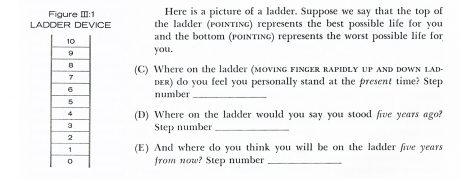 Figure III:1
LADDER DEVICE
10
9
8
7
6
5
4
3
2
1
0
Here is a picture of a ladder. Suppose we say that the top of
the ladder (POINTING) represents the best possible life for you
and the bottom (POINTING) represents the worst possible life for
you.
(C) Where on the ladder (MOVING FINGER RAPIDLY UP AND DOWN LAD-
DER) do you feel you personally stand at the present time? Step
number
(D) Where on the ladder would you say you stood five years ago?
Step number
(E) And where do you think you will be on the ladder five years
from now? Step number